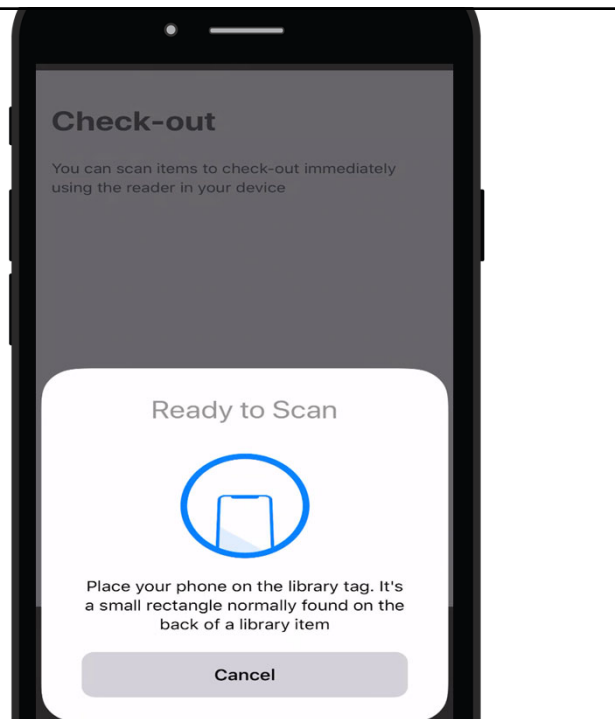 Check-out
You can scan items to check-out immediately
using the reader in your device
Ready to Scan
Place your phone on the library tag. It's
a small rectangle normally found on the
back of a library item
Cancel